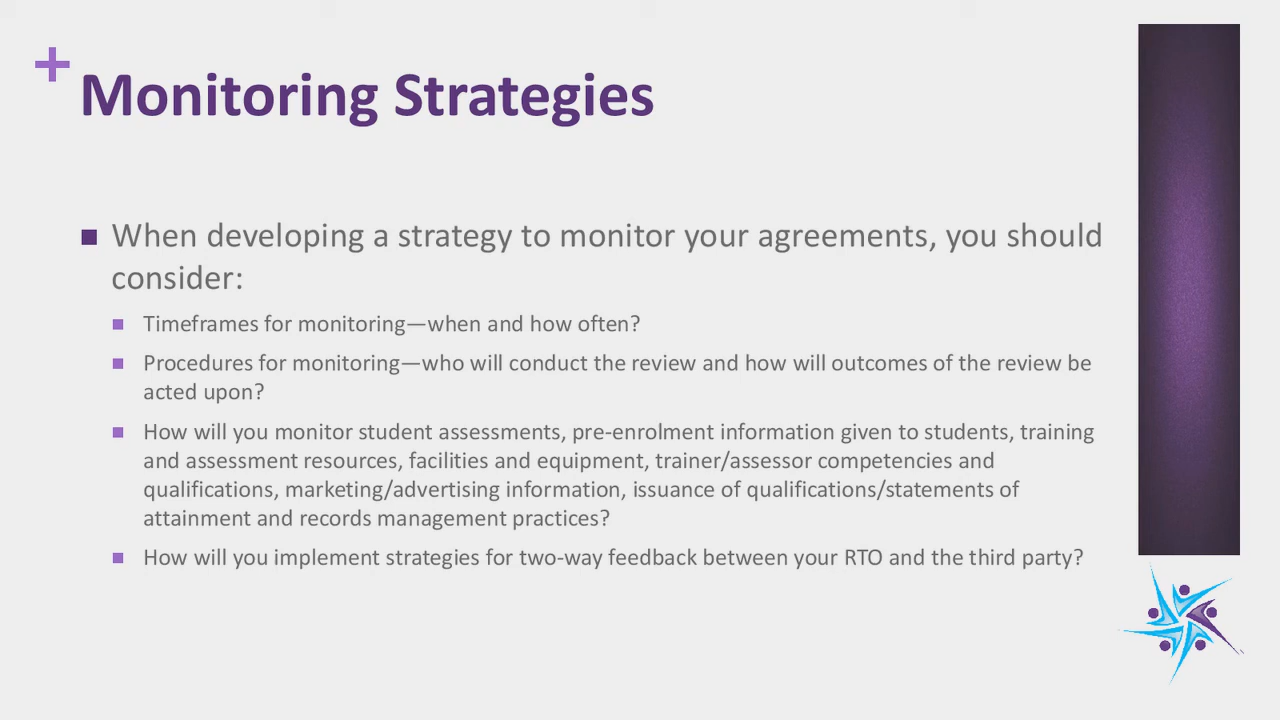 +
Monitoring Strategies
When developing a strategy to monitor your agreements, you should
consider:
Timeframes for monitoring—when and how often?
Procedures for monitoring—who will conduct the review and how will outcomes of the review be
acted upon?
How will you monitor student assessments, pre-enrolment information given to students, training
and assessment resources, facilities and equipment, trainer/assessor competencies and
qualifications, marketing/advertising information, issuance of qualifications/statements of
attainment and records management practices?
How will you implement strategies for two-way feedback between your RTO and the third party?